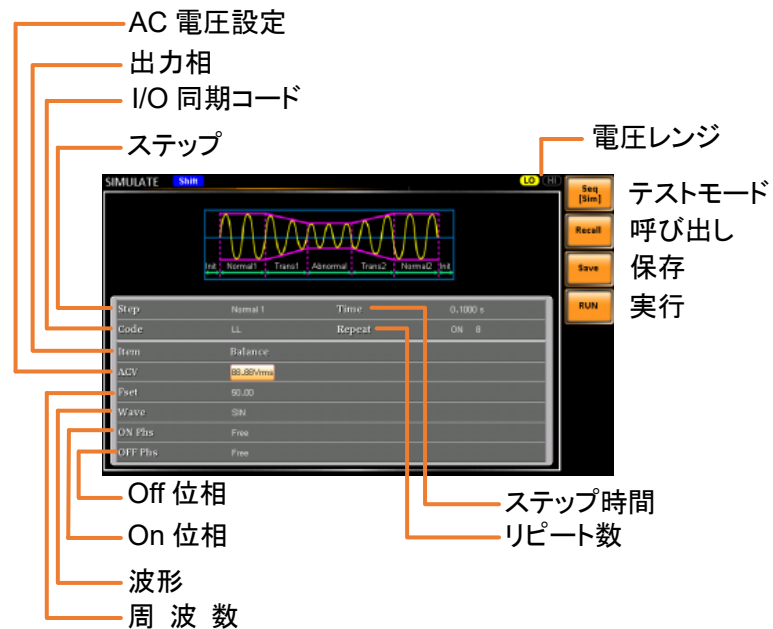 AC 電圧設定
出力相
I/O 同期コード
ステップ
電圧レンジ
SIMULATE Shift LO HI
Seq [Sim] テストモード
Recall 呼び出し
Save 保存
RUN 実行
Init Normal1 Trans1 Abnormal Trans2 Normal2 Init
Step Normal 1 Time 0.1000 s
Code LL Repeat ON 8
Item Balance
ACV 88.88Vrms
Fset 50.00
Wave SIN
ON Phs Free
OFF Phs Free
Off 位相
ステップ時間
On 位相
リピート数
波形
周 波 数